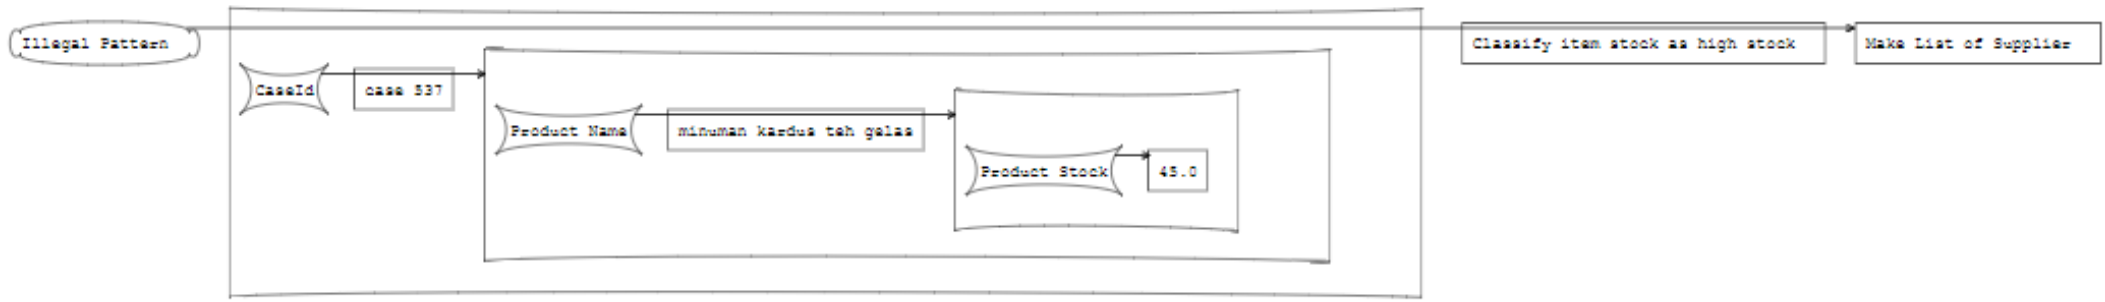 Illegal Pattern
Classify item stock as high stock
Make List of Supplier
CaseId
case 537
Product Name
minuman kardus teh gelas
Product Stock
45.0